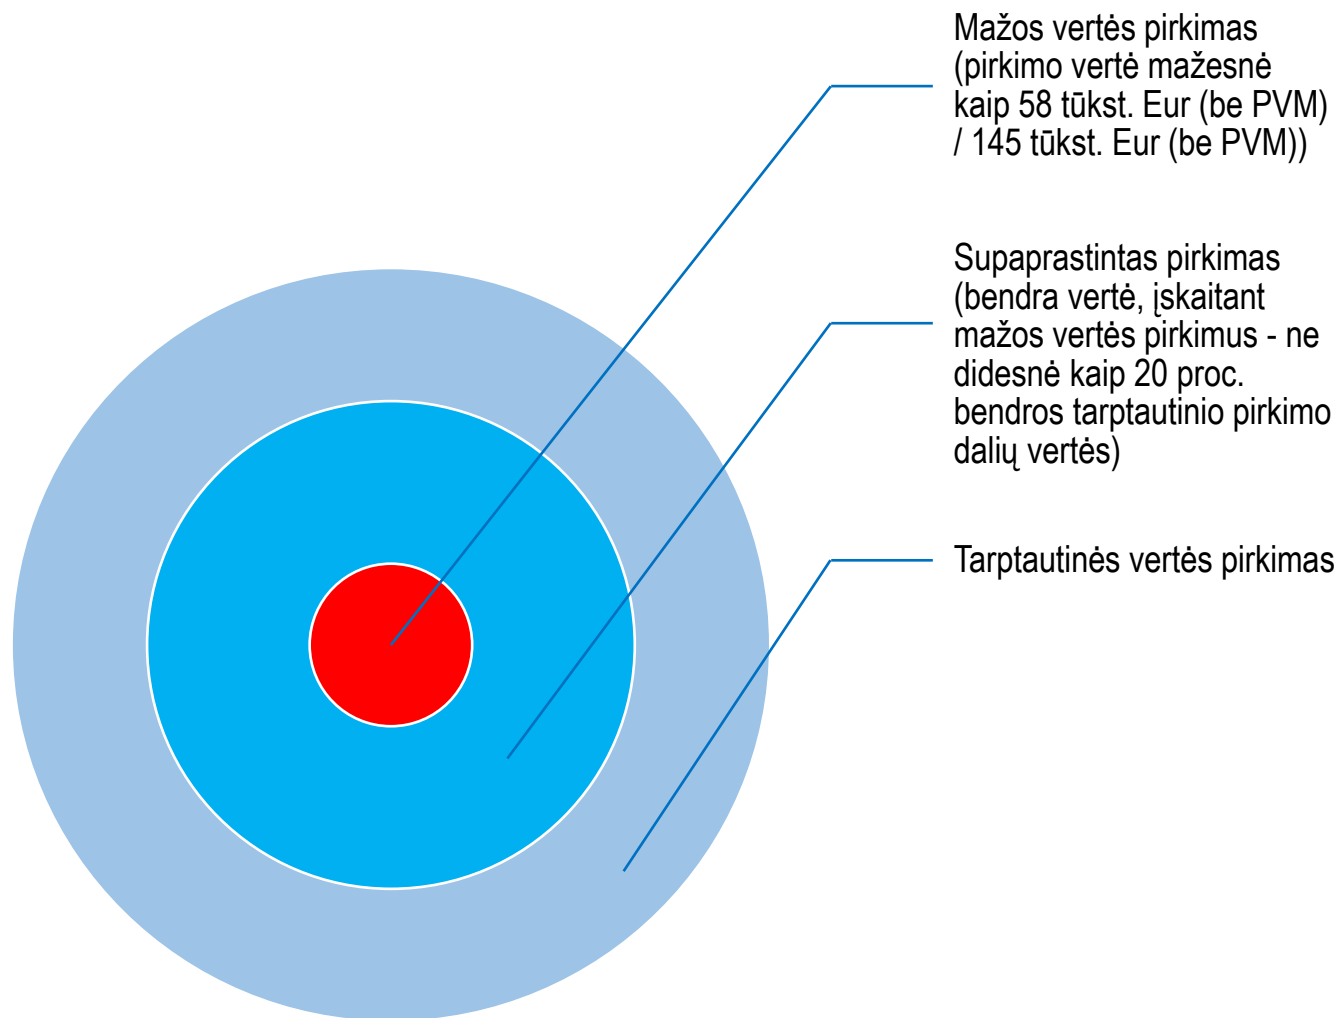 Mažos vertės pirkimas
(pirkimo vertė mažesnė
kaip 58 tūkst. Eur (be PVM)
/ 145 tūkst. Eur (be PVM))
Supaprastintas pirkimas
(bendra vertė, įskaitant
mažos vertės pirkimus - ne
didesnė kaip 20 proc.
bendros tarptautinio pirkimo
dalių vertės)
Tarptautinės vertės pirkimas